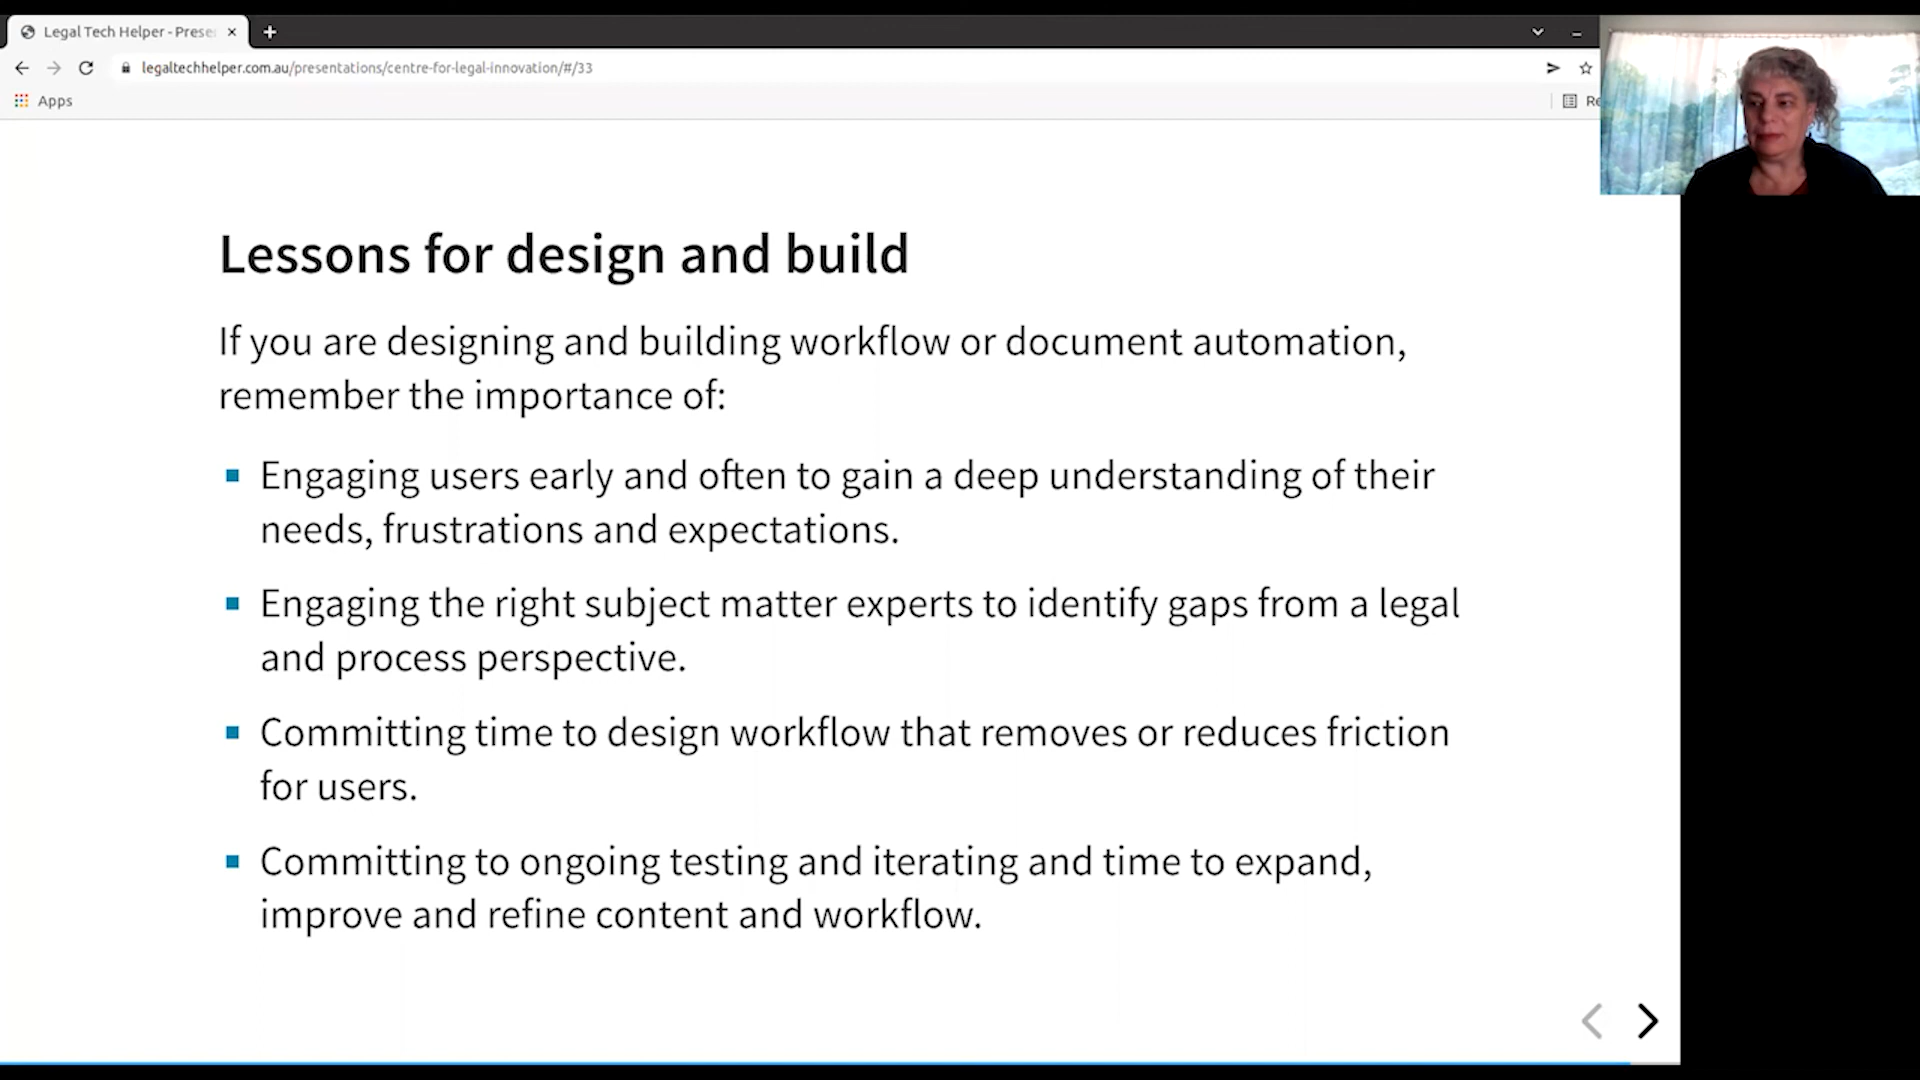 Legal Tech Helper - Prese
legaltechhelper.com.au/presentations/centre-for-legal-innovation/#/33
Apps
Re
Lessons for design and build
If you are designing and building workflow or document automation,
remember the importance of:
Engaging users early and often to gain a deep understanding of their
needs, frustrations and expectations.
Engaging the right subject matter experts to identify gaps from a legal
and process perspective.
Committing time to design workflow that removes or reduces friction
for users.
Committing to ongoing testing and iterating and time to expand,
improve and refine content and workflow.